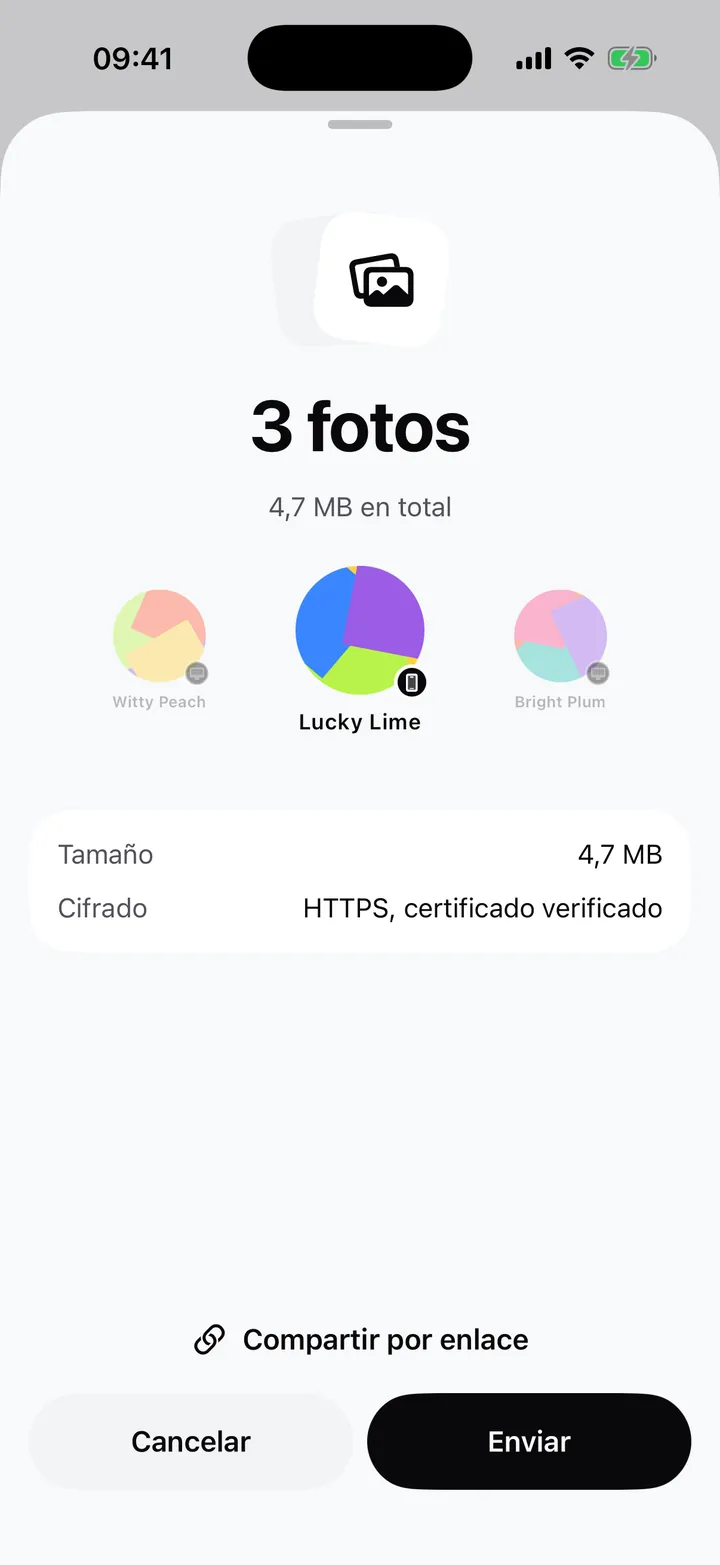 09:41
3 fotos
4,7 MB en total
Witty Peach
Lucky Lime
Bright Plum
Tamaño 4,7 MB
Cifrado HTTPS, certificado verificado
Compartir por enlace
Cancelar
Enviar